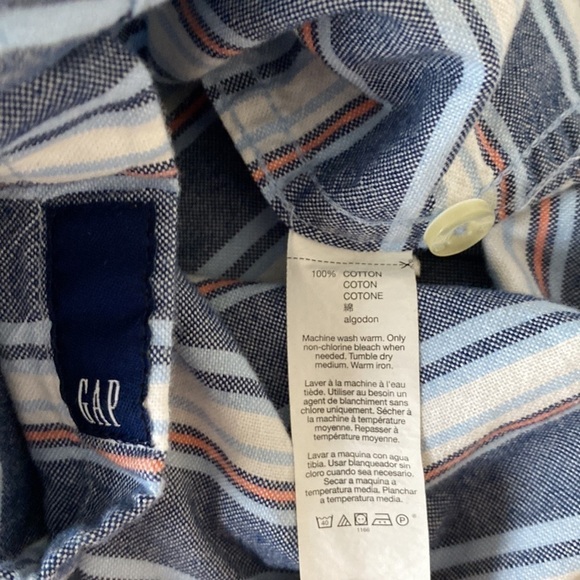 GAP
100% COTTON
COTON
COTONE
綿
algodon
Machine wash warm. Only
non-chlorine bleach when
needed. Tumble dry
medium. Warm iron.
Laver à la machine à l'eau
tiède. Utiliser au besoin un
agent de blanchiment sans
chlore uniquement. Sécher à
la machine à température
moyenne. Repasser à
température moyenne.
Lavar a maquina con agua
tibia. Usar blanqueador sin
cloro cuando sea necesario.
Secar a maquina a
temperatura media. Planchar
a temperatura media.
40 P
1166